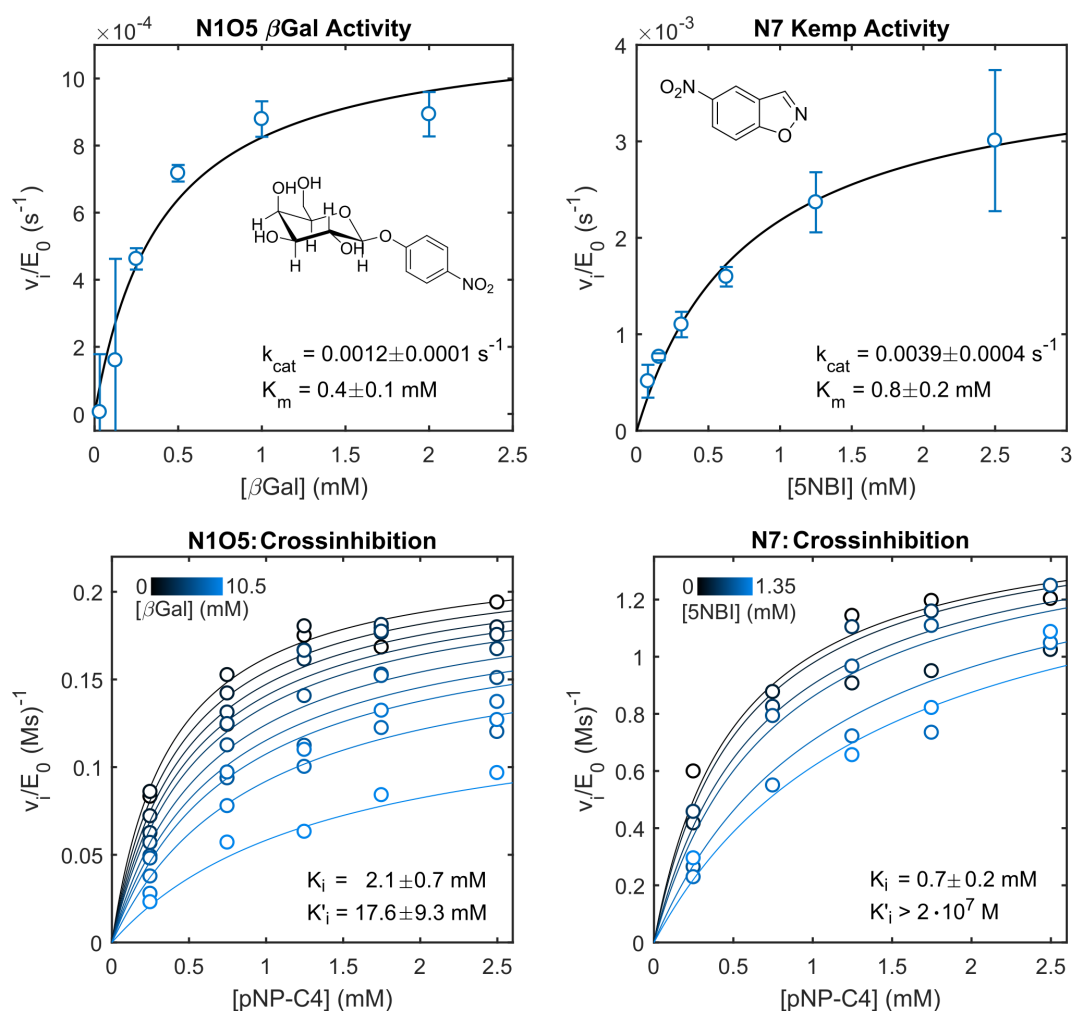 N1O5 βGal Activity
×10⁻⁴
10
8
6
4
2
0
vᵢ/E₀ (s⁻¹)
0 0.5 1 1.5 2 2.5
[βGal] (mM)
OH
OH
OH
H
O
H
H
HO
O
H
OH
H
H
NO₂
k_cat = 0.0012±0.0001 s⁻¹
K_m = 0.4±0.1 mM
N7 Kemp Activity
×10⁻³
4
3
2
1
0
vᵢ/E₀ (s⁻¹)
0 0.5 1 1.5 2 2.5 3
[5NBI] (mM)
O₂N
N
O
k_cat = 0.0039±0.0004 s⁻¹
K_m = 0.8±0.2 mM
N1O5: Crossinhibition
0 10.5
[βGal] (mM)
0.2
0.15
0.1
0.05
0
vᵢ/E₀ (Ms)⁻¹
0 0.5 1 1.5 2 2.5
[pNP-C4] (mM)
Kᵢ = 2.1±0.7 mM
K'ᵢ = 17.6±9.3 mM
N7: Crossinhibition
0 1.35
[5NBI] (mM)
1.2
1
0.8
0.6
0.4
0.2
0
vᵢ/E₀ (Ms)⁻¹
0 0.5 1 1.5 2 2.5
[pNP-C4] (mM)
Kᵢ = 0.7±0.2 mM
K'ᵢ > 2·10⁷ M